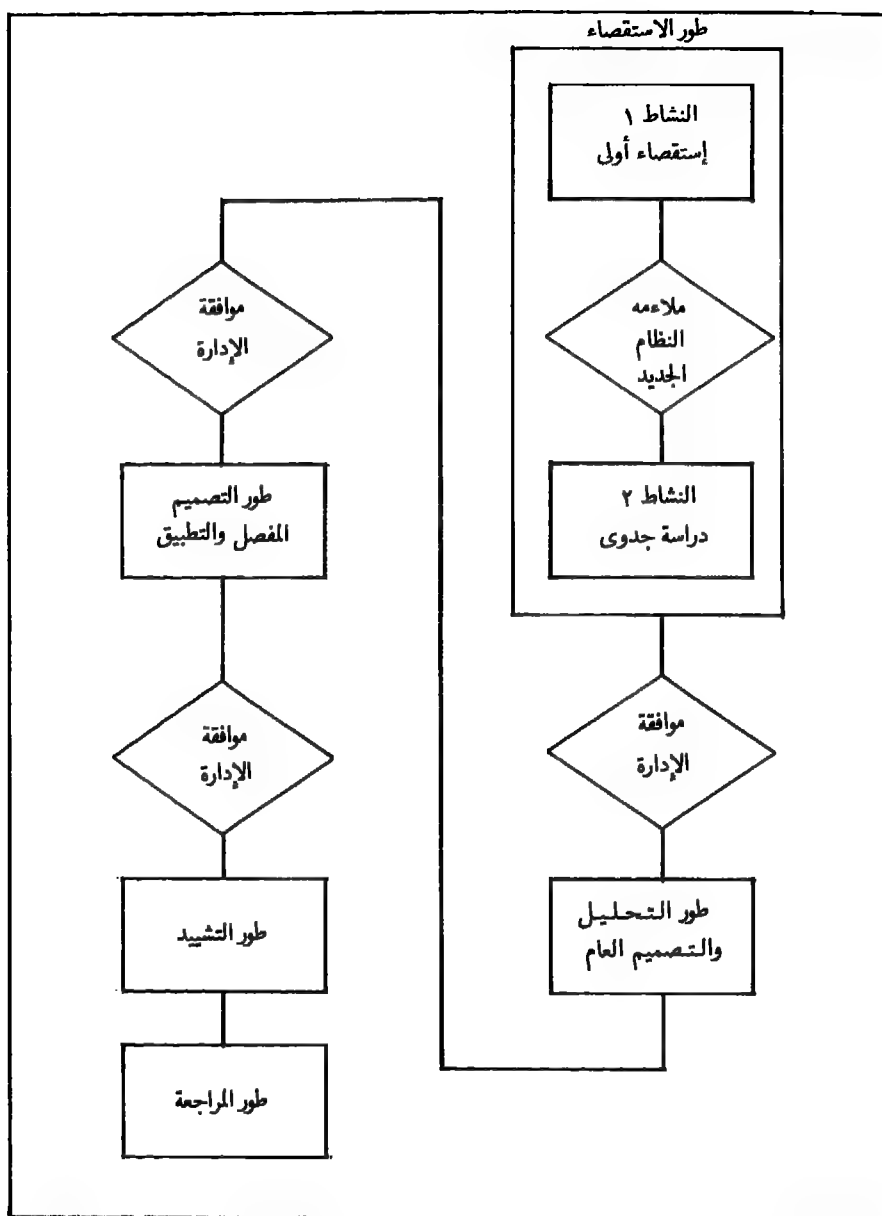 طور الاستقصاء
النشاط ١
إستقصاء أولى
ملاءمه
النظام
الجديد
النشاط ٢
دراسة جدوى
موافقة
الإدارة
طور التحليل
والتصميم العام
موافقة
الإدارة
طور التصميم
المفصل والتطبيق
موافقة
الإدارة
طور التشييد
طور المراجعة